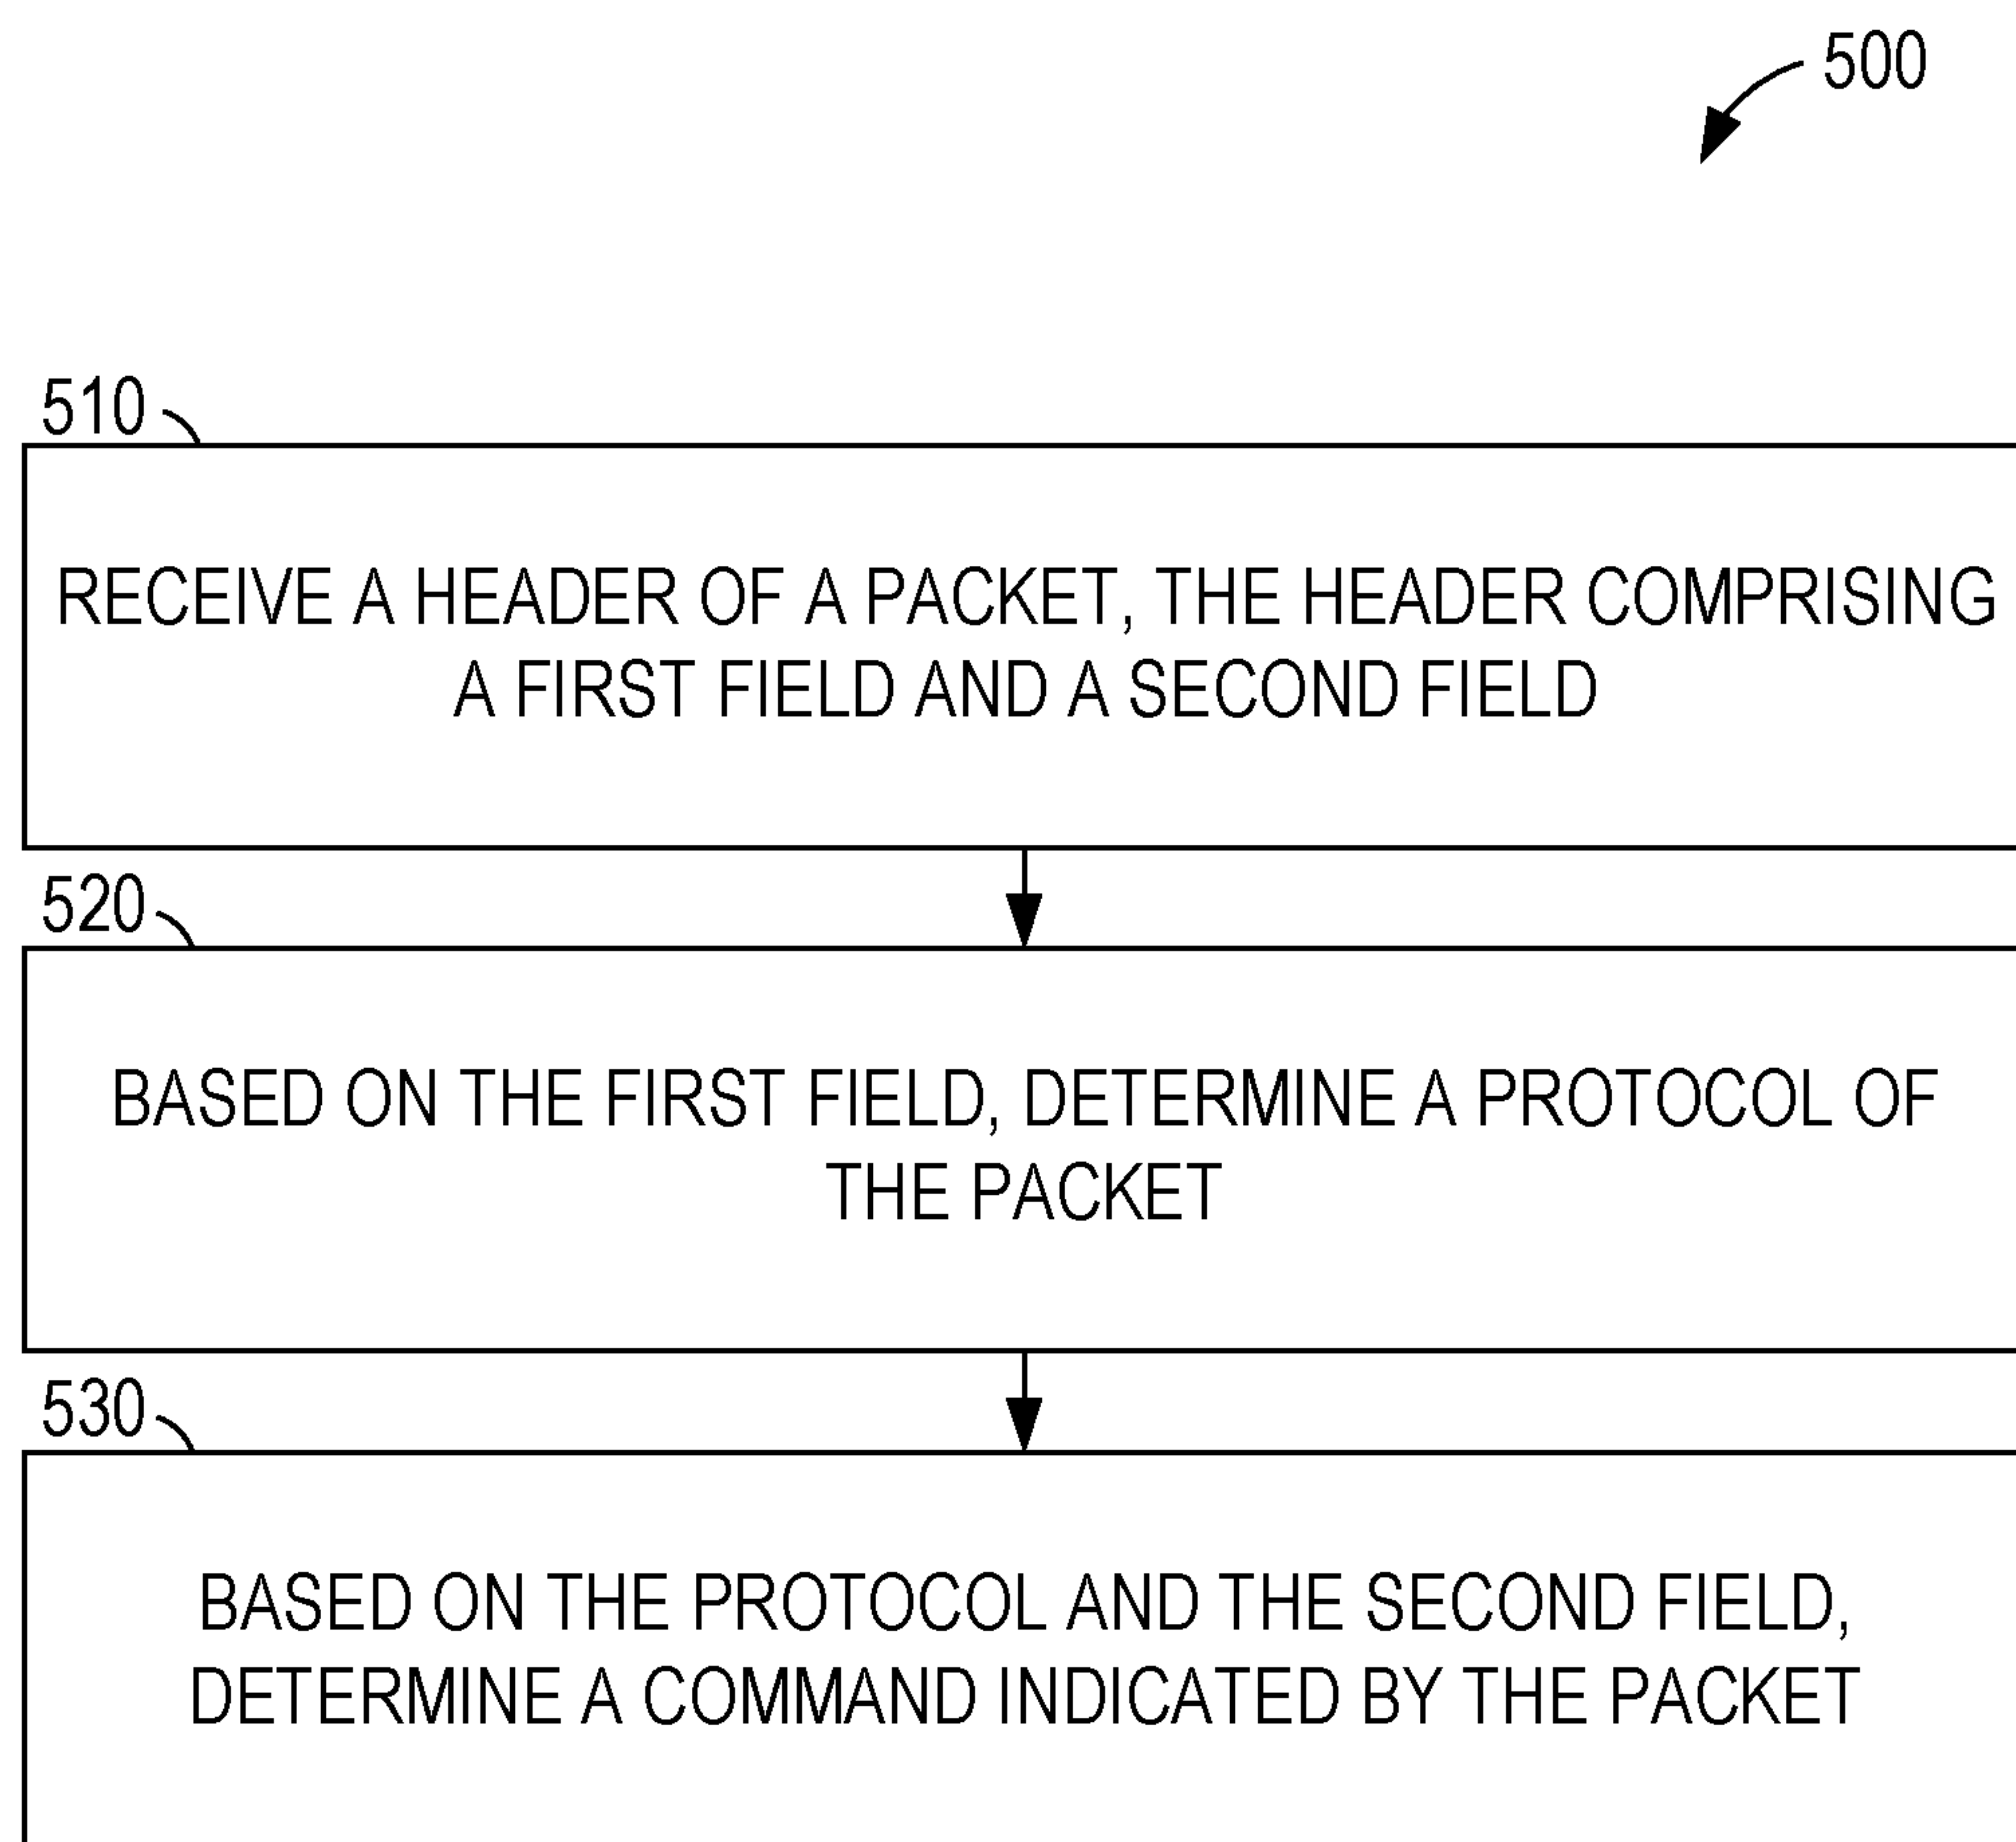 500
510
RECEIVE A HEADER OF A PACKET, THE HEADER COMPRISING
A FIRST FIELD AND A SECOND FIELD
520
BASED ON THE FIRST FIELD, DETERMINE A PROTOCOL OF
THE PACKET
530
BASED ON THE PROTOCOL AND THE SECOND FIELD,
DETERMINE A COMMAND INDICATED BY THE PACKET